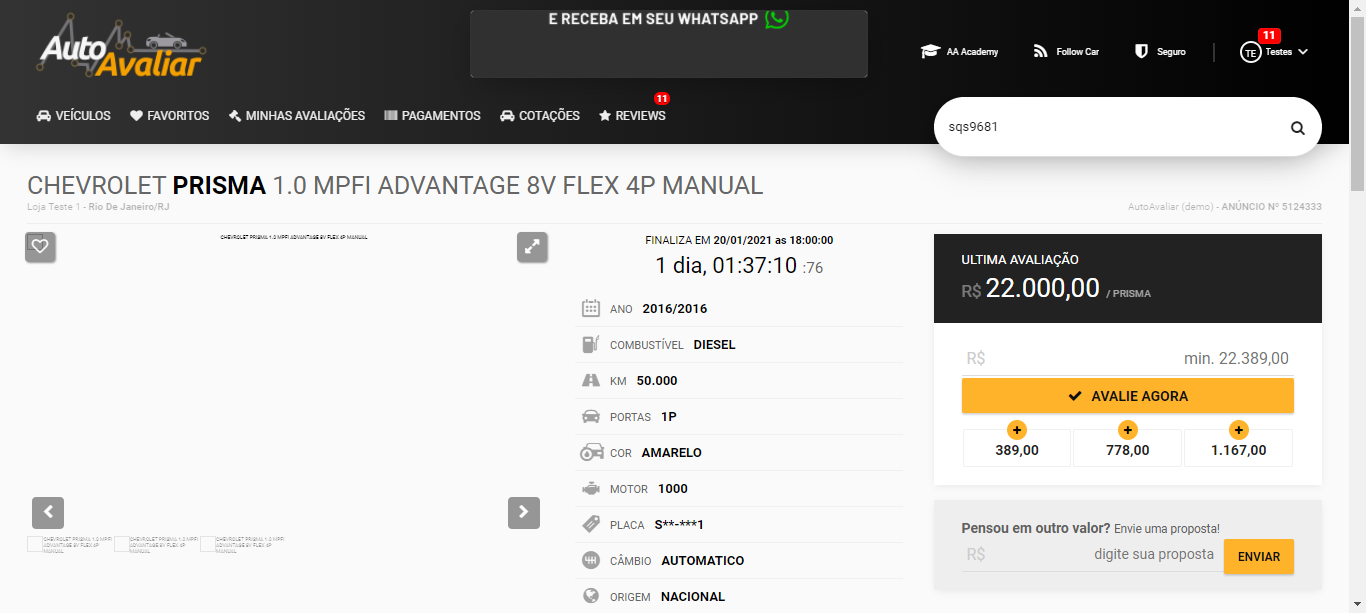 E RECEBA EM SEU WHATSAPP
Auto Avaliar
AA Academy
Follow Car
Seguro
TE
Testes
11
VEÍCULOS
FAVORITOS
MINHAS AVALIAÇÕES
PAGAMENTOS
COTAÇÕES
REVIEWS
11
sqs9681
CHEVROLET PRISMA 1.0 MPFI ADVANTAGE 8V FLEX 4P MANUAL
Loja Teste 1 - Rio De Janeiro/RJ
AutoAvaliar (demo) - ANÚNCIO Nº 5124333
CHEVROLET PRISMA 1.0 MPFI ADVANTAGE 8V FLEX 4P MANUAL
CHEVROLET PRISMA 1.0 MPFI
ADVANTAGE 8V FLEX 4P
MANUAL
CHEVROLET PRISMA 1.0 MPFI
ADVANTAGE 8V FLEX 4P
MANUAL
CHEVROLET PRISMA 1.0 MPFI
ADVANTAGE 8V FLEX 4P
MANUAL
FINALIZA EM 20/01/2021 as 18:00:00
1 dia, 01:37:10 :76
ANO 2016/2016
COMBUSTÍVEL DIESEL
KM 50.000
PORTAS 1P
COR AMARELO
MOTOR 1000
PLACA S**-***1
CÂMBIO AUTOMATICO
ORIGEM NACIONAL
ULTIMA AVALIAÇÃO
R$ 22.000,00 / PRISMA
R$ min. 22.389,00
AVALIE AGORA
+ + +
389,00 778,00 1.167,00
Pensou em outro valor? Envie uma proposta!
R$ digite sua proposta ENVIAR